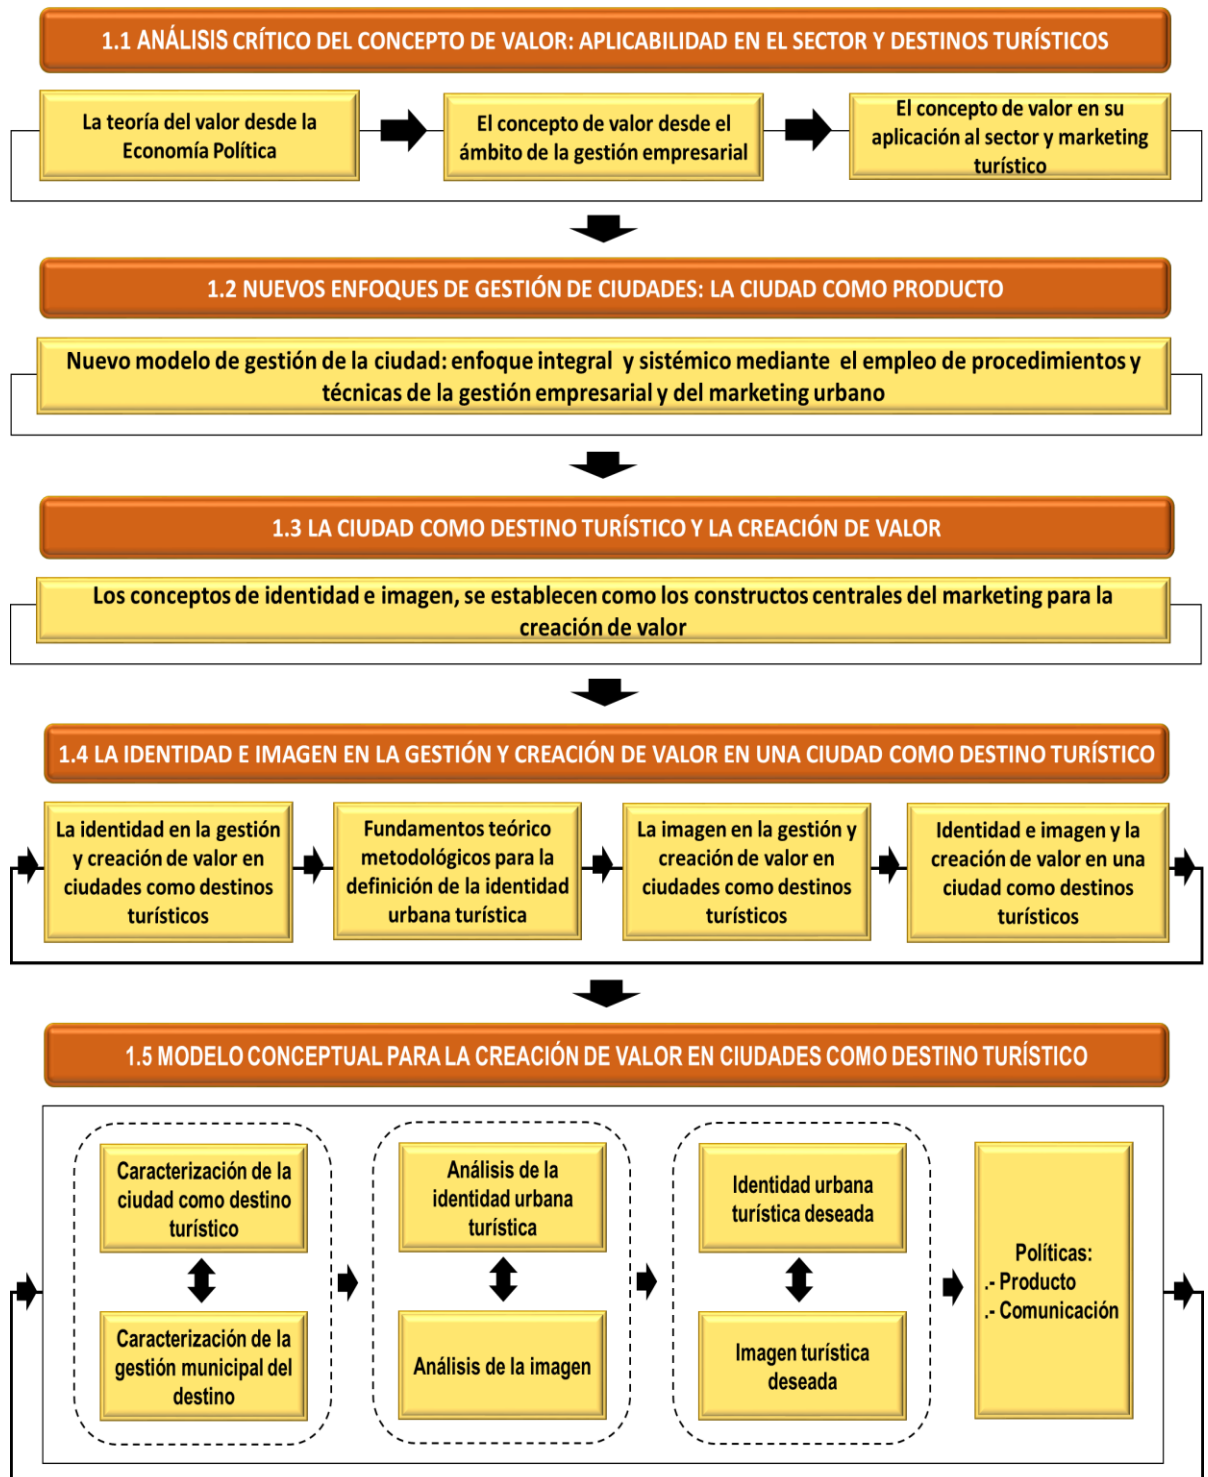 1.1 ANÁLISIS CRÍTICO DEL CONCEPTO DE VALOR: APLICABILIDAD EN EL SECTOR Y DESTINOS TURÍSTICOS
La teoría del valor desde la
Economía Política
El concepto de valor desde el
ámbito de la gestión empresarial
El concepto de valor en su
aplicación al sector y marketing
turístico
1.2 NUEVOS ENFOQUES DE GESTIÓN DE CIUDADES: LA CIUDAD COMO PRODUCTO
Nuevo modelo de gestión de la ciudad: enfoque integral y sistémico mediante el empleo de procedimientos y
técnicas de la gestión empresarial y del marketing urbano
1.3 LA CIUDAD COMO DESTINO TURÍSTICO Y LA CREACIÓN DE VALOR
Los conceptos de identidad e imagen, se establecen como los constructos centrales del marketing para la
creación de valor
1.4 LA IDENTIDAD E IMAGEN EN LA GESTIÓN Y CREACIÓN DE VALOR EN UNA CIUDAD COMO DESTINO TURÍSTICO
La identidad en la gestión
y creación de valor en
ciudades como destinos
turísticos
Fundamentos teórico
metodológicos para la
definición de la identidad
urbana turística
La imagen en la gestión y
creación de valor en
ciudades como destinos
turísticos
Identidad e imagen y la
creación de valor en una
ciudad como destinos
turísticos
1.5 MODELO CONCEPTUAL PARA LA CREACIÓN DE VALOR EN CIUDADES COMO DESTINO TURÍSTICO
Caracterización de la
ciudad como destino
turístico
Caracterización de la
gestión municipal del
destino
Análisis de la
identidad urbana
turística
Análisis de la imagen
Identidad urbana
turística deseada
Imagen turística
deseada
Políticas:
.- Producto
.- Comunicación